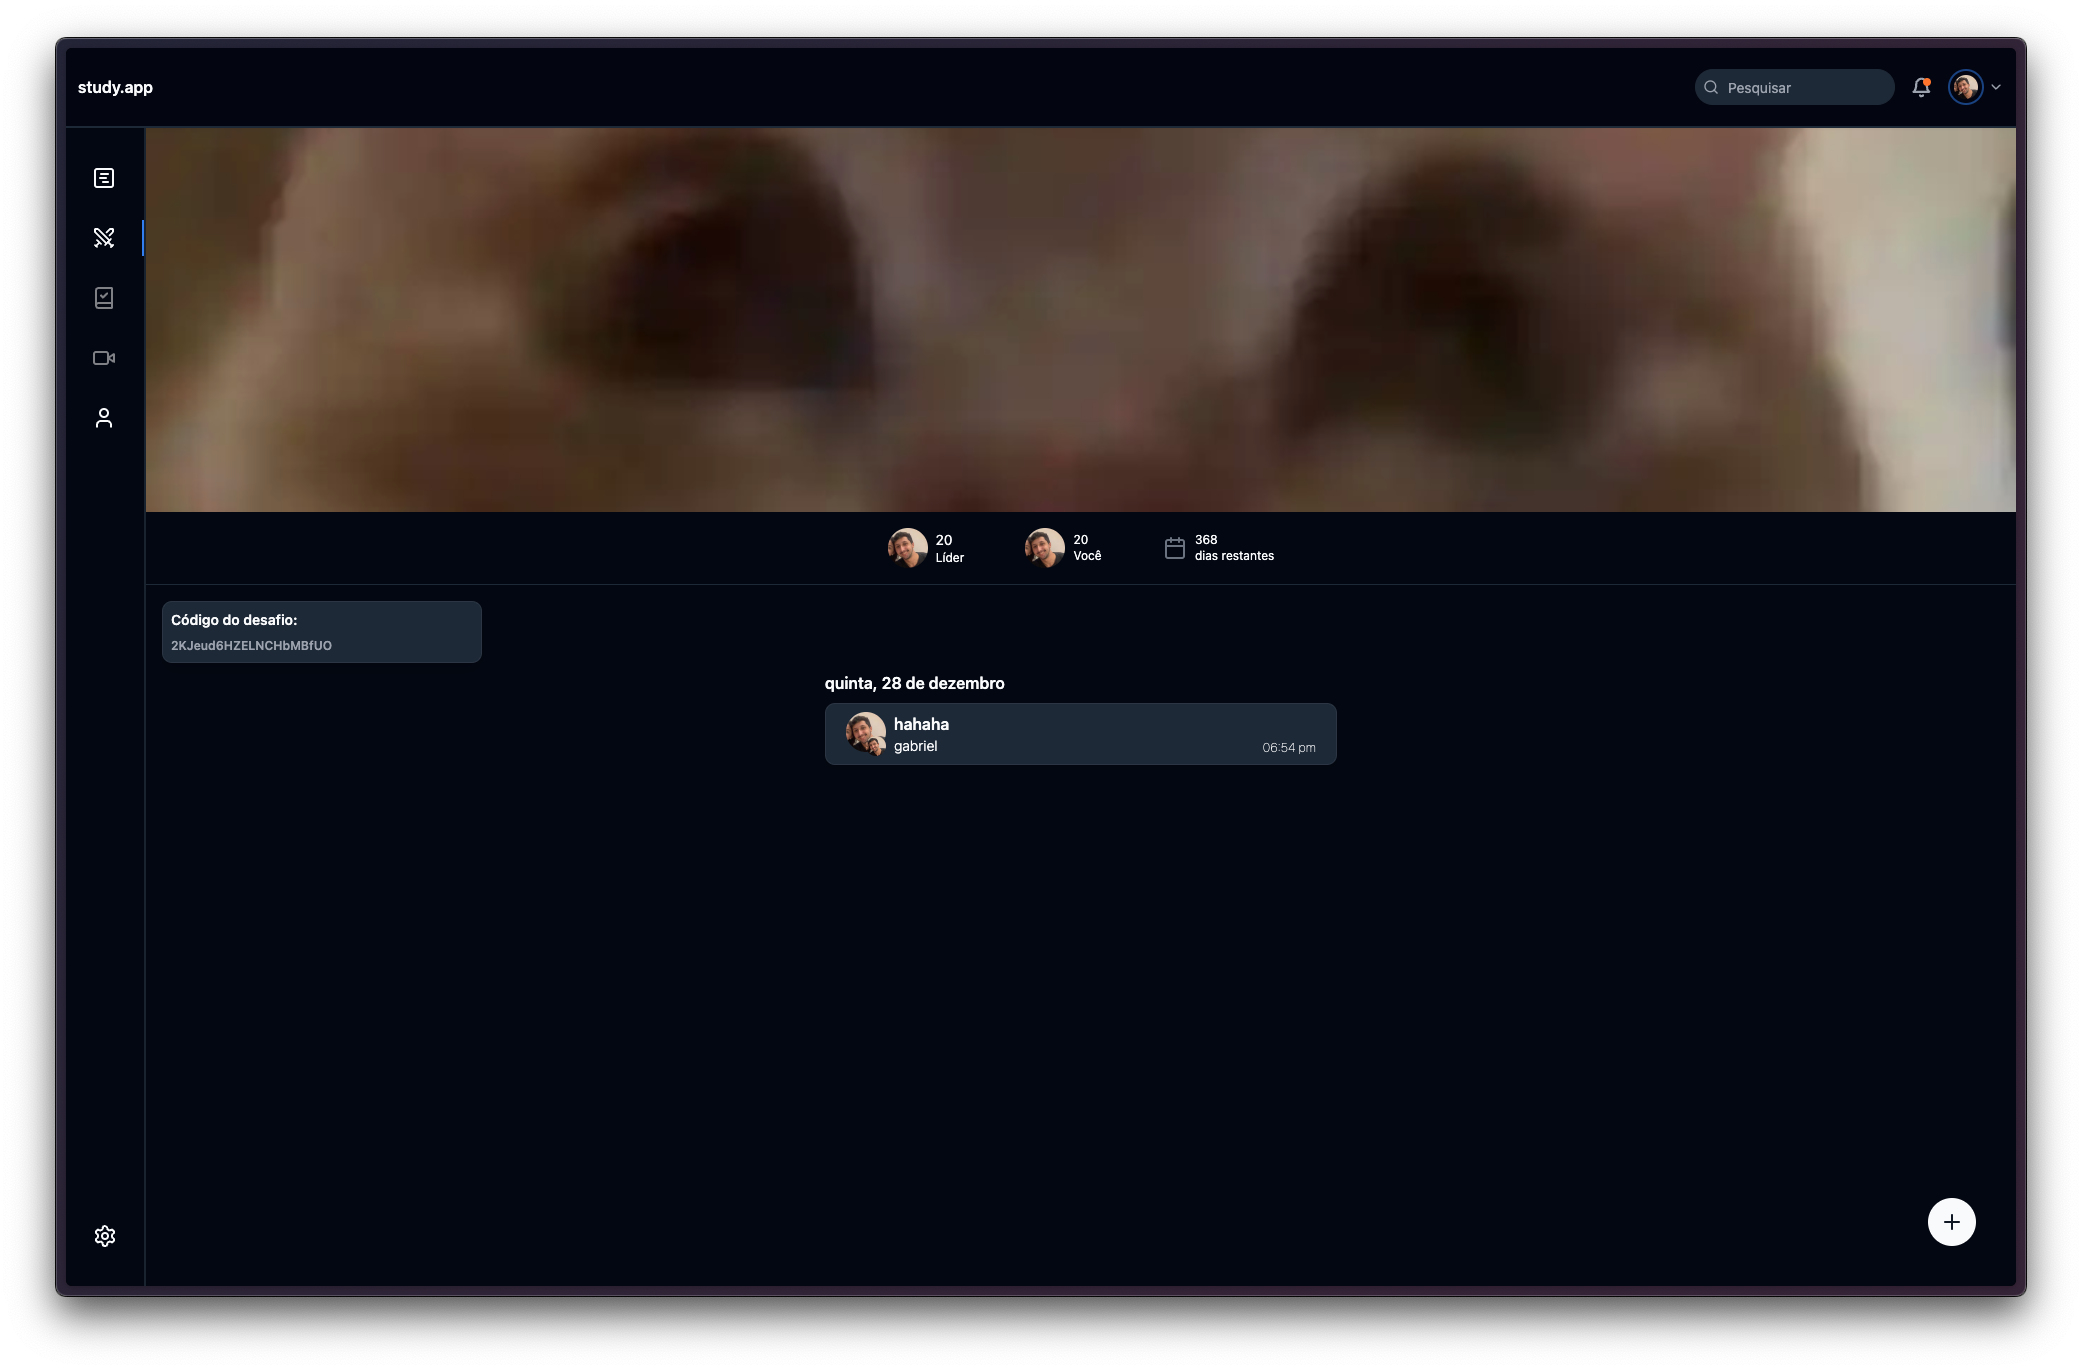 study.app
Pesquisar
20
Líder
20
Você
368
dias restantes
Código do desafio:
2KJeud6HZELNCHbMBfUO
quinta, 28 de dezembro
hahaha
gabriel
06:54 pm